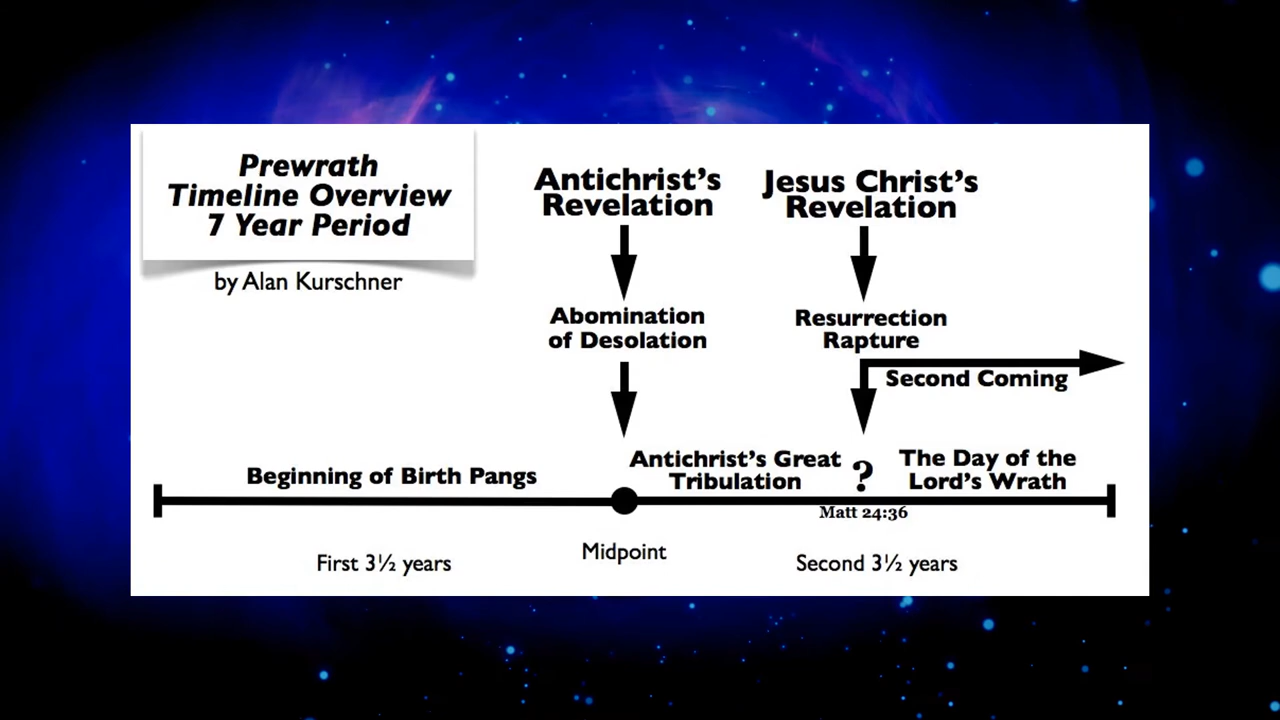 Prewrath
Timeline Overview
7 Year Period
by Alan Kurschner
Antichrist's
Revelation
Jesus Christ's
Revelation
Abomination
of Desolation
Resurrection
Rapture
Second Coming
Beginning of Birth Pangs
Antichrist's Great
Tribulation
?
The Day of the
Lord's Wrath
Matt 24:36
First 3½ years
Midpoint
Second 3½ years